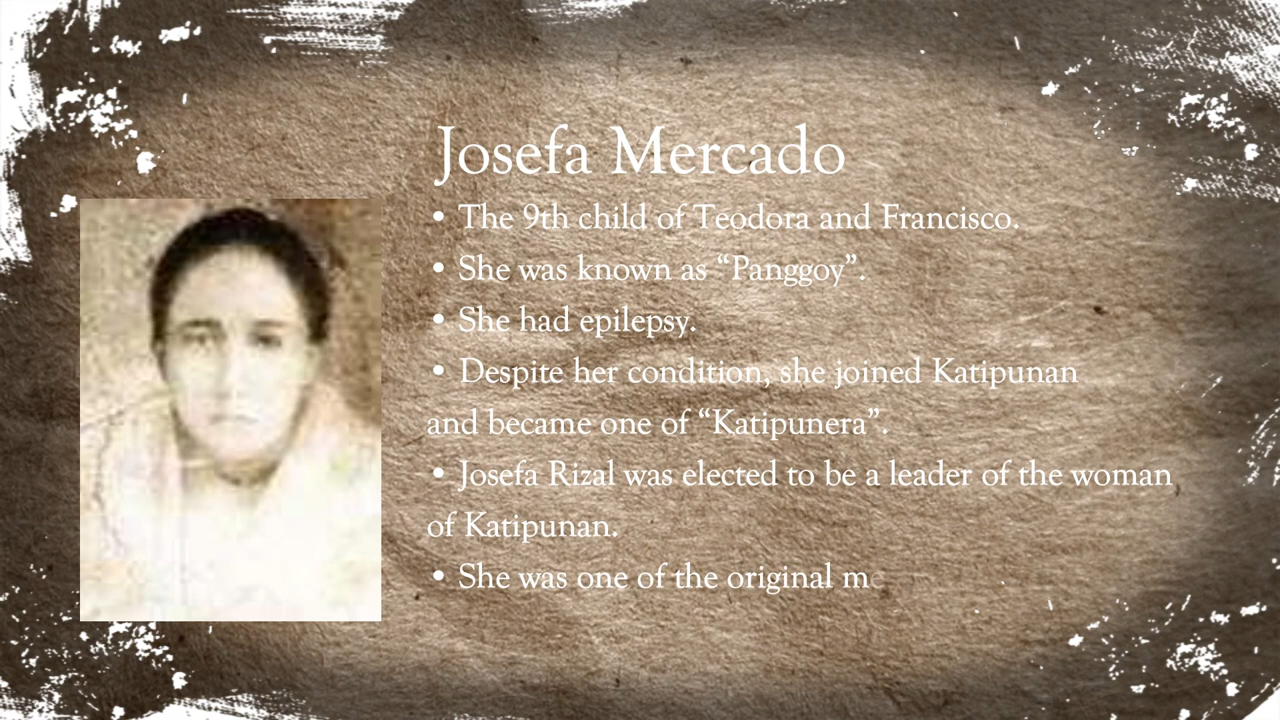 Josefa Mercado
• The 9th child of Teodora and Francisco.
• She was known as “Panggoy”.
• She had epilepsy.
• Despite her condition, she joined Katipunan
and became one of “Katipunera”.
• Josefa Rizal was elected to be a leader of the woman
of Katipunan.
• She was one of the original me